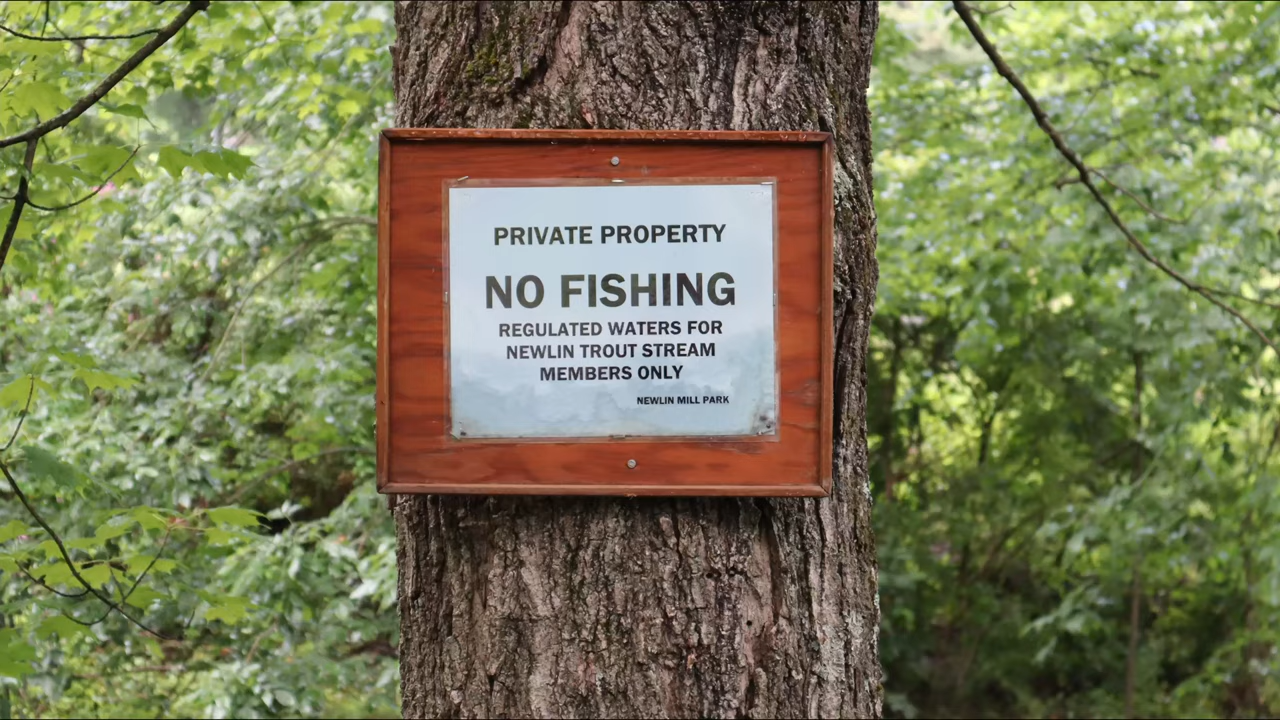 PRIVATE PROPERTY
NO FISHING
REGULATED WATERS FOR
NEWLIN TROUT STREAM
MEMBERS ONLY
NEWLIN MILL PARK